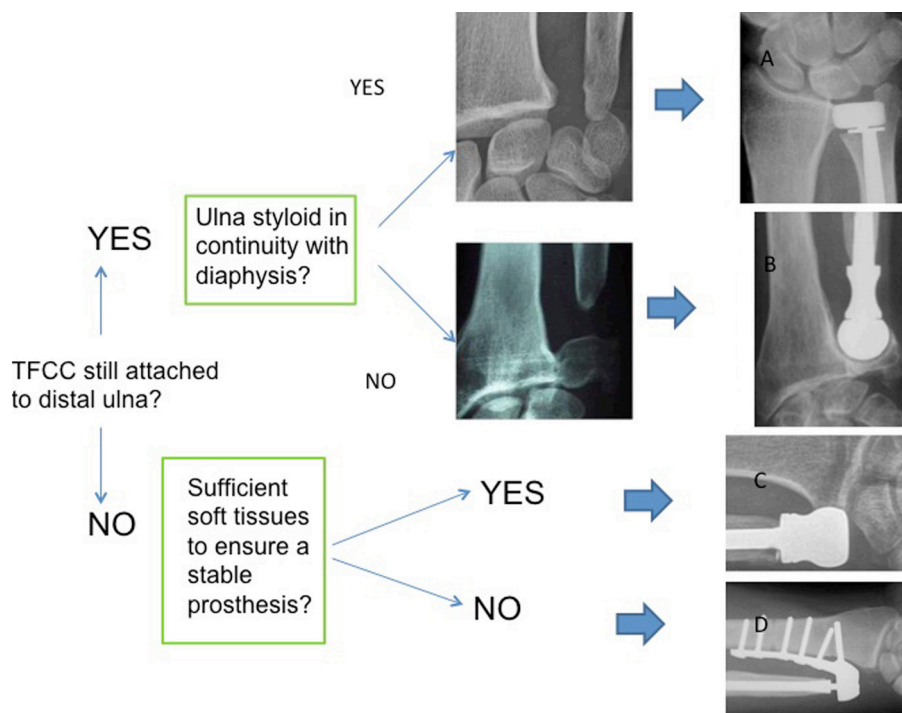 YES
A
YES
Ulna styloid in
continuity with
diaphysis?
B
TFCC still attached
to distal ulna?
NO
NO
Sufficient
soft tissues
to ensure a
stable
prosthesis?
YES
C
NO
D